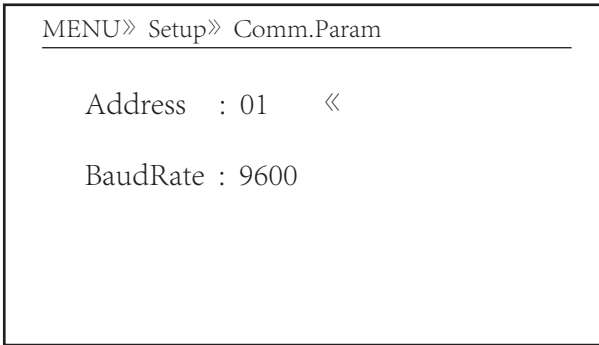 MENU》 Setup》 Comm.Param
Address : 01 《
BaudRate : 9600